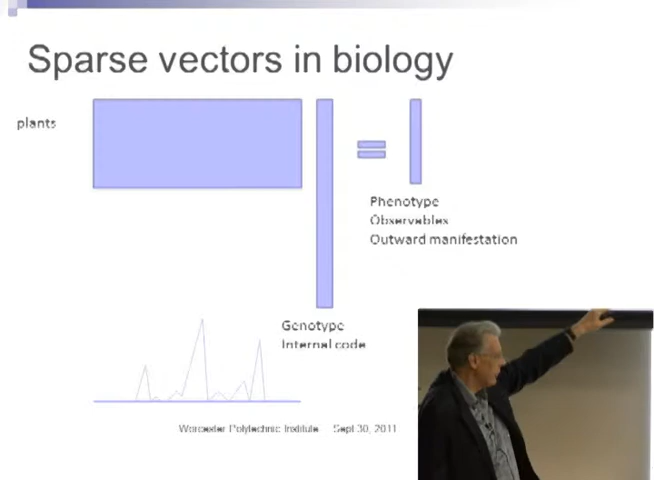 Sparse vectors in biology
plants
Phenotype
Observables
Outward manifestation
Genotype
Internal code
Worcester Polytechnic Institute Sept 30, 2011